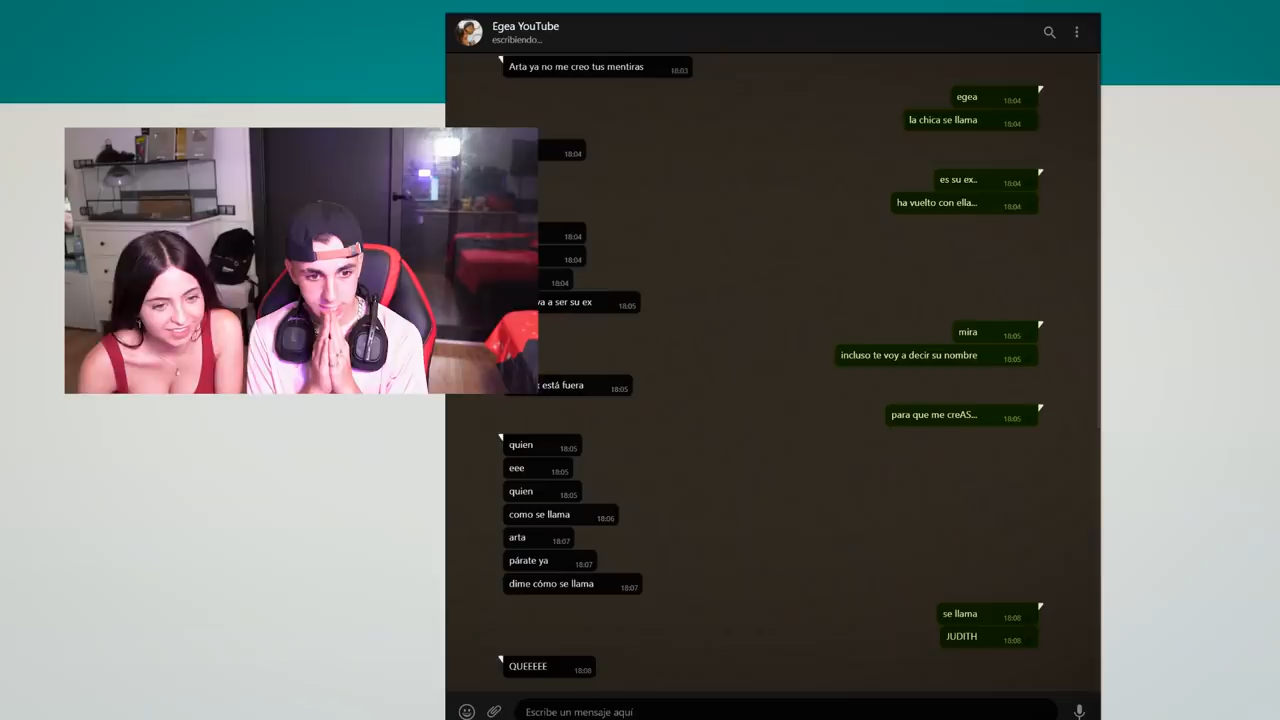 Egea YouTube
escribiendo...
Arta ya no me creo tus mentiras 18:03
egea 18:04
la chica se llama 18:04
18:04
es su ex.. 18:04
ha vuelto con ella... 18:04
18:04
18:04
18:04
va a ser su ex 18:05
mira 18:05
incluso te voy a decir su nombre 18:05
está fuera 18:05
para que me creAS... 18:05
quien 18:05
eee 18:05
quien 18:05
como se llama 18:06
arta 18:07
párate ya 18:07
dime cómo se llama 18:07
se llama 18:08
JUDITH 18:08
QUEEEEE 18:08
Escribe un mensaje aquí